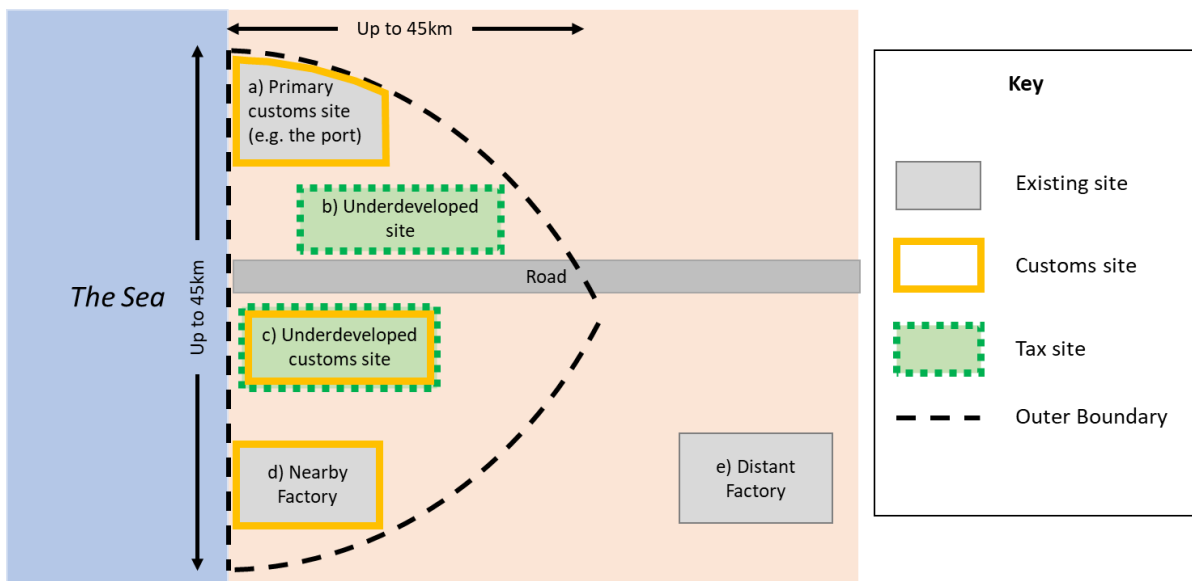 Up to 45km
a) Primary
customs site
(e.g. the port)
b) Underdeveloped
site
Road
The Sea
Up to 45km
c) Underdeveloped
customs site
d) Nearby
Factory
e) Distant
Factory
Key
Existing site
Customs site
Tax site
Outer Boundary